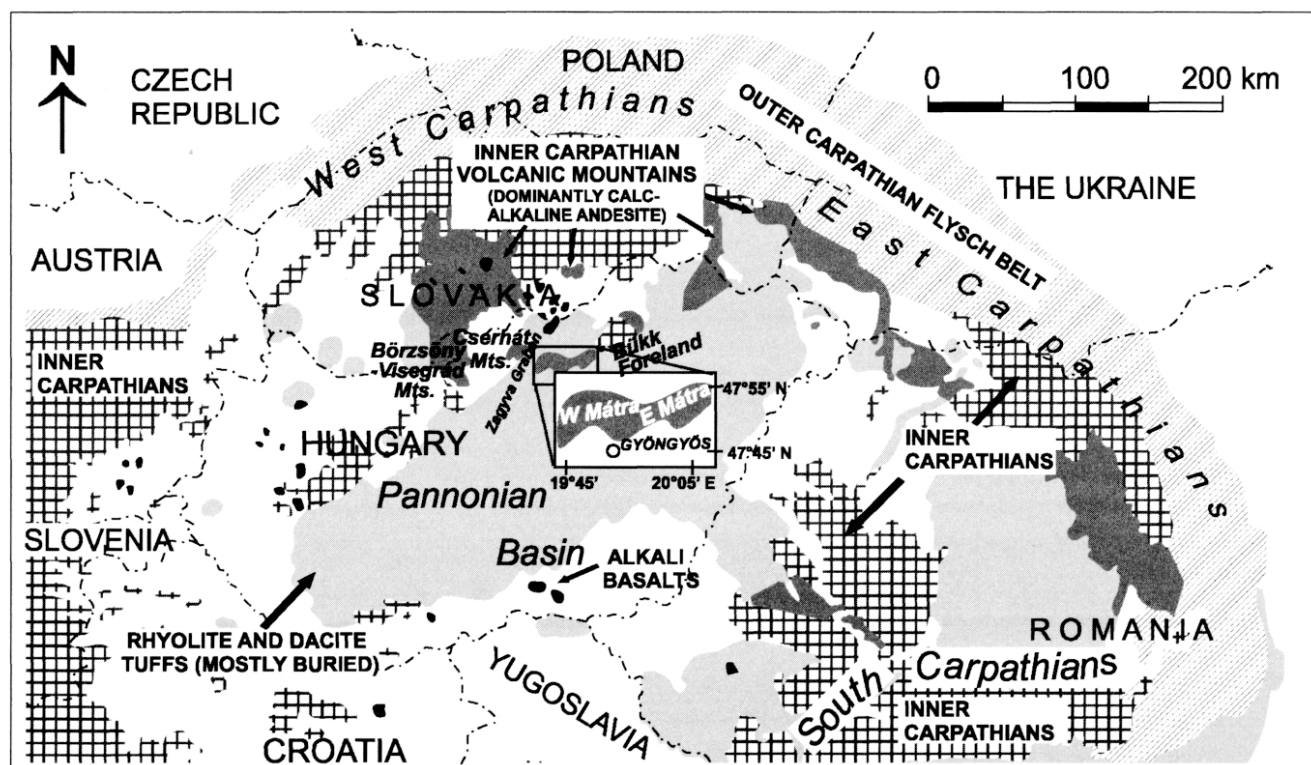 N
CZECH
REPUBLIC
POLAND
0 100 200 km
West Carpathians
OUTER CARPATHIAN FLYSCH BELT
INNER CARPATHIAN
VOLCANIC MOUNTAINS
(DOMINANTLY CALC-
ALKALINE ANDESITE)
THE UKRAINE
East Carpathians
AUSTRIA
SLOVAKIA
INNER
CARPATHIANS
Csérháts
Mts.
Börzsöny
-Visegrád
Mts.
Zagyva Graben
Bükk
Foreland
W Mátra
E Mátra
47°55' N
GYÖNGYÖS
47°45' N
19°45'
20°05' E
HUNGARY
INNER
CARPATHIANS
Pannonian
Basin
SLOVENIA
ALKALI
BASALTS
RHYOLITE AND DACITE
TUFFS (MOSTLY BURIED)
ROMANIA
YUGOSLAVIA
South Carpathians
INNER
CARPATHIANS
CROATIA